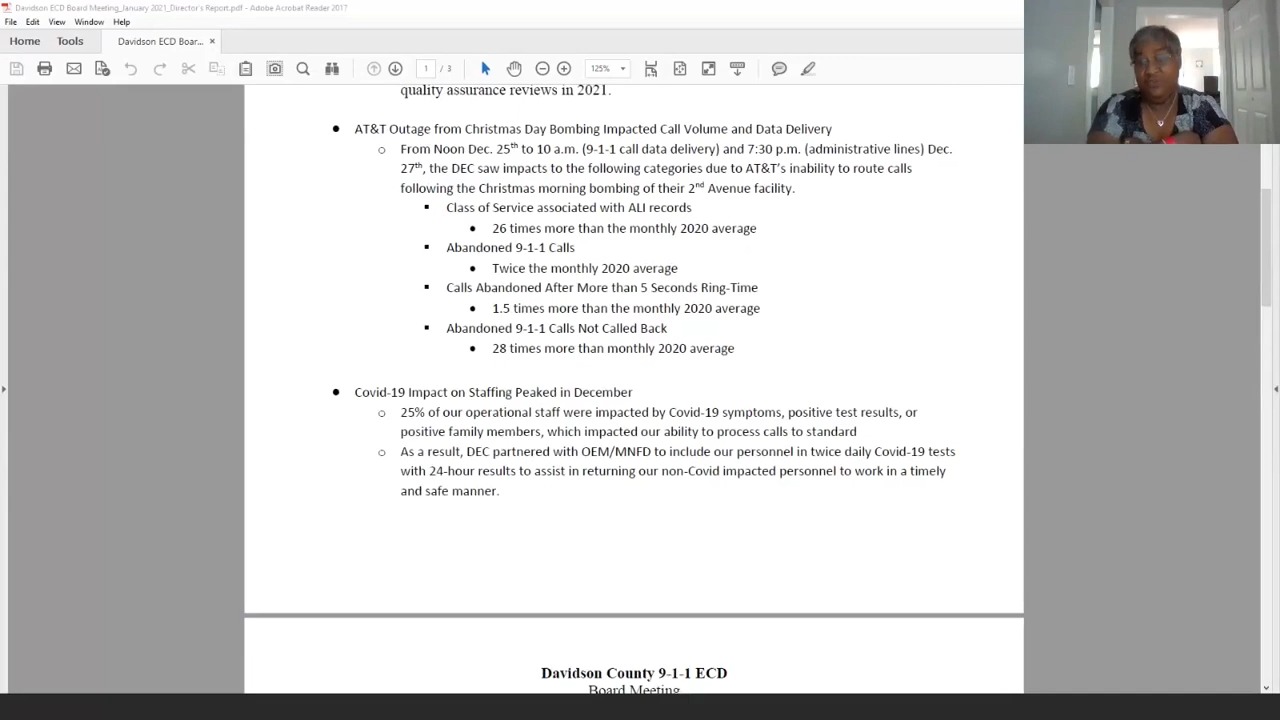 Davidson ECD Board Meeting_January 2021_Director's Report.pdf - Adobe Acrobat Reader 2017
File Edit View Window Help
Home Tools Davidson ECD Boar... ×
1 / 3 125%
quality assurance reviews in 2021.
● AT&T Outage from Christmas Day Bombing Impacted Call Volume and Data Delivery
o From Noon Dec. 25th to 10 a.m. (9-1-1 call data delivery) and 7:30 p.m. (administrative lines) Dec.
27th, the DEC saw impacts to the following categories due to AT&T's inability to route calls
following the Christmas morning bombing of their 2nd Avenue facility.
▪ Class of Service associated with ALI records
● 26 times more than the monthly 2020 average
▪ Abandoned 9-1-1 Calls
● Twice the monthly 2020 average
▪ Calls Abandoned After More than 5 Seconds Ring-Time
● 1.5 times more than the monthly 2020 average
▪ Abandoned 9-1-1 Calls Not Called Back
● 28 times more than monthly 2020 average
● Covid-19 Impact on Staffing Peaked in December
o 25% of our operational staff were impacted by Covid-19 symptoms, positive test results, or
positive family members, which impacted our ability to process calls to standard
o As a result, DEC partnered with OEM/MNFD to include our personnel in twice daily Covid-19 tests
with 24-hour results to assist in returning our non-Covid impacted personnel to work in a timely
and safe manner.
Davidson County 9-1-1 ECD
Board Meeting